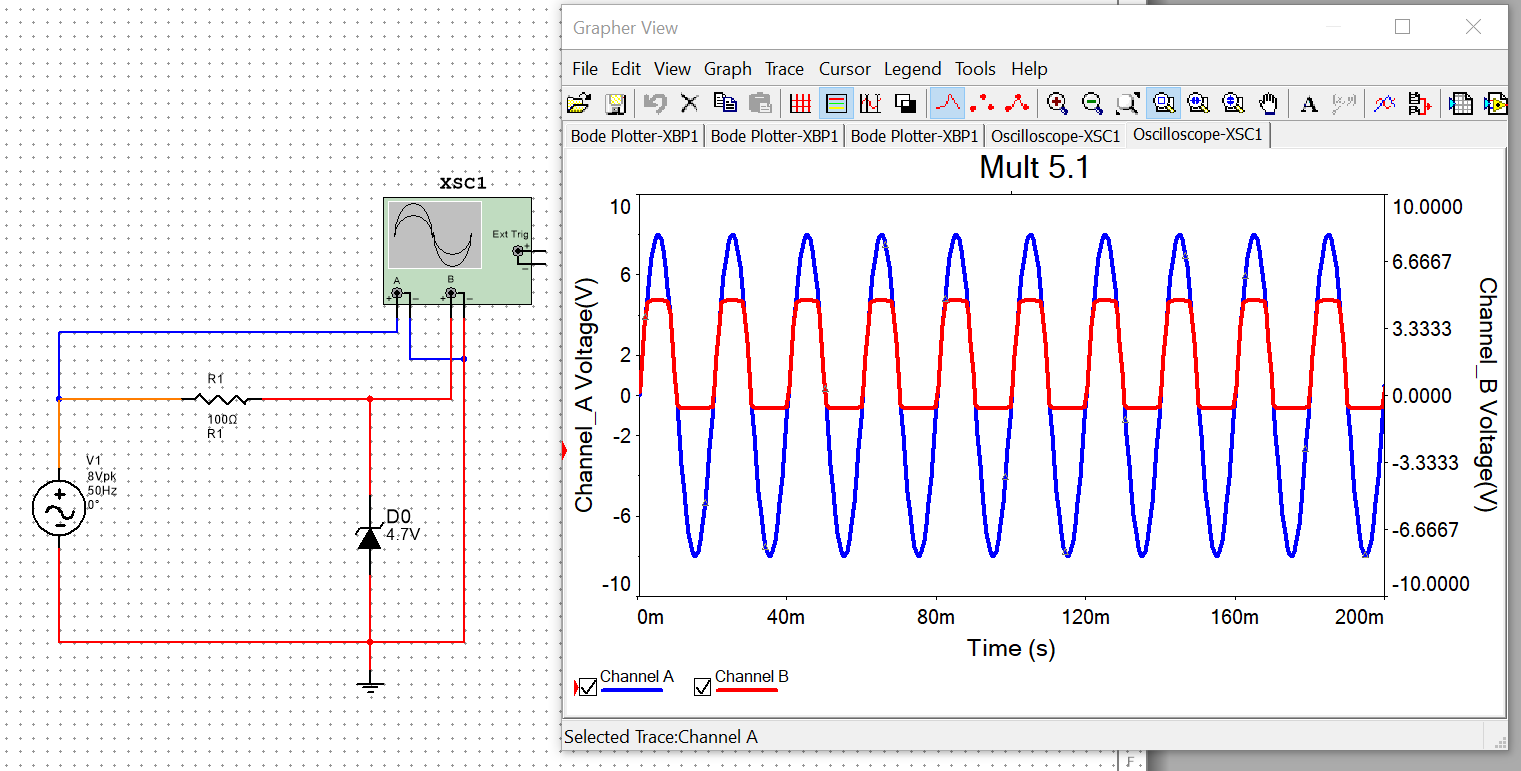 XSC1
Ext Trig
+
−
A
B
+ − + −
R1
100Ω
R1
V1
8Vpk
50Hz
0°
D0
4.7V
Grapher View
File Edit View Graph Trace Cursor Legend Tools Help
Bode Plotter-XBP1 Bode Plotter-XBP1 Bode Plotter-XBP1 Oscilloscope-XSC1 Oscilloscope-XSC1
Mult 5.1
Channel_A Voltage(V)
10
6
2
0
-2
-6
-10
10.0000
6.6667
3.3333
0.0000
-3.3333
-6.6667
-10.0000
Channel_B Voltage(V)
0m 40m 80m 120m 160m 200m
Time (s)
Channel A Channel B
Selected Trace:Channel A
F